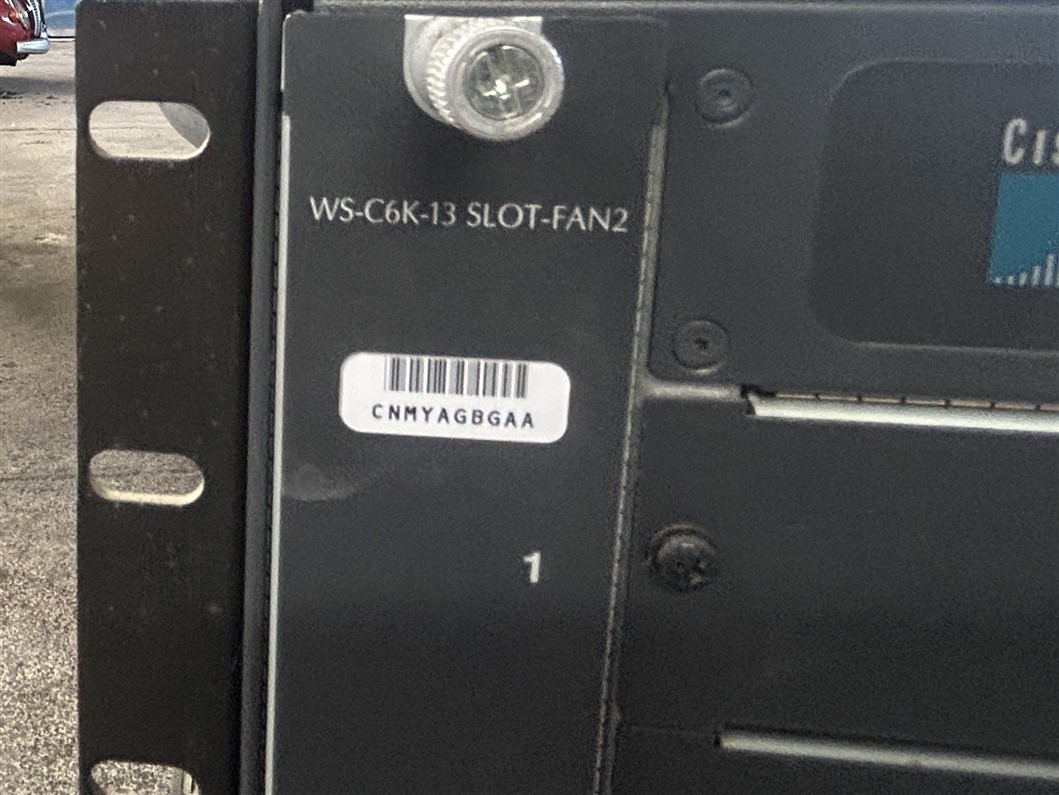 WS-C6K-13 SLOT-FAN2
CNMYAGBGAA
1